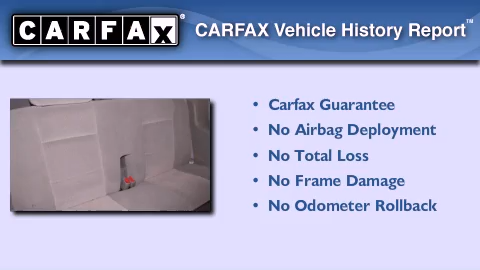 CARFAX® CARFAX Vehicle History Report™
• Carfax Guarantee
• No Airbag Deployment
• No Total Loss
• No Frame Damage
• No Odometer Rollback